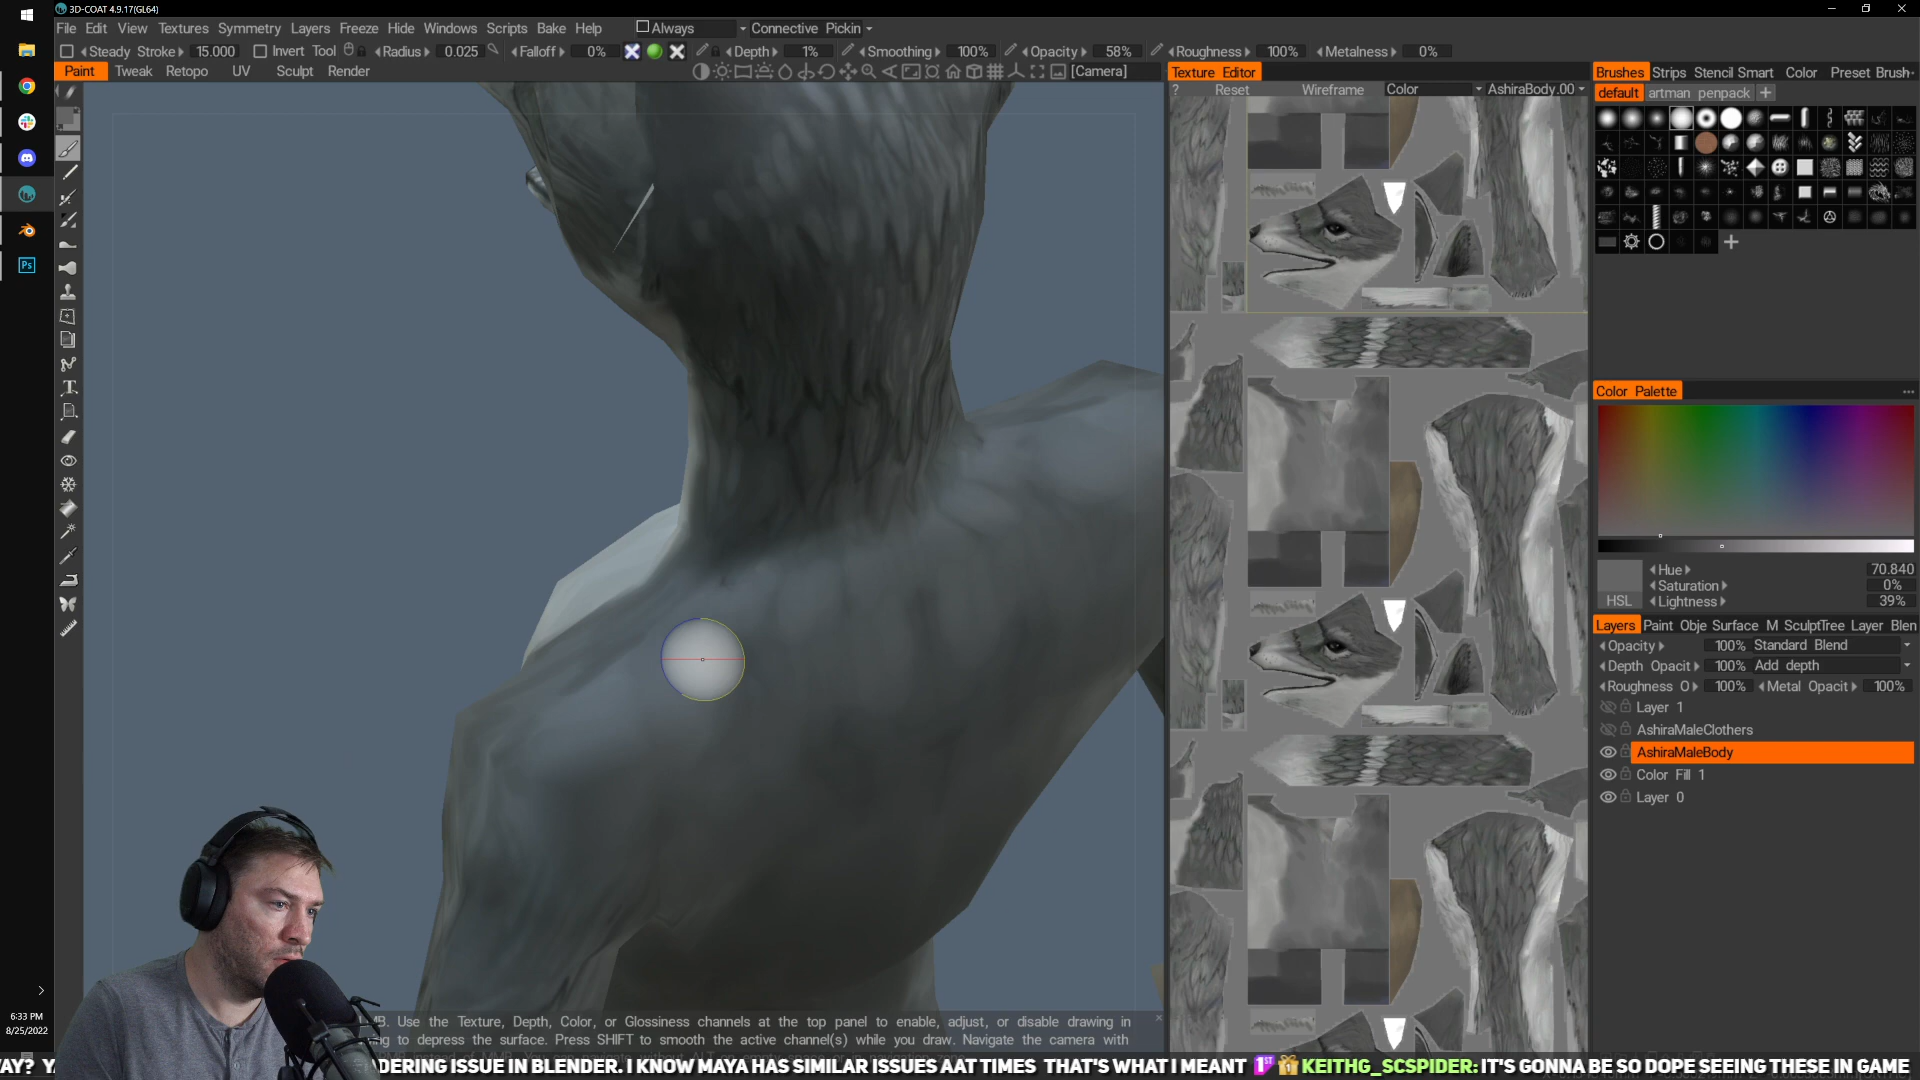 3D-COAT 4.9.17(GL64)
File Edit View Textures Symmetry Layers Freeze Hide Windows Scripts Bake Help Always Connective Pickin
Steady Stroke 15.000 Invert Tool Radius 0.025 Falloff 0% Depth 1% Smoothing 100% Opacity 58% Roughness 100% Metalness 0%
Paint Tweak Retopo UV Sculpt Render [Camera]
Texture Editor
? Reset Wireframe Color AshiraBody.00
Brushes Strips Stencil Smart Color Preset Brush
default artman penpack +
Color Palette
HSL
Hue 70.840
Saturation 0%
Lightness 39%
Layers Paint Obje Surface M SculptTree Layer Blen
Opacity 100% Standard Blend
Depth Opacit 100% Add depth
Roughness O 100% Metal Opacit 100%
Layer 1
AshiraMaleClothers
AshiraMaleBody
Color Fill 1
Layer 0
Ps
6:33 PM
8/25/2022
MB. Use the Texture, Depth, Color, or Glossiness channels at the top panel to enable, adjust, or disable drawing in
to depress the surface. Press SHIFT to smooth the active channel(s) while you draw. Navigate the camera with
AY? DERING ISSUE IN BLENDER. I KNOW MAYA HAS SIMILAR ISSUES AAT TIMES THAT'S WHAT I MEANT 1ST KEITHG_SCSPIDER: IT'S GONNA BE SO DOPE SEEING THESE IN GAME